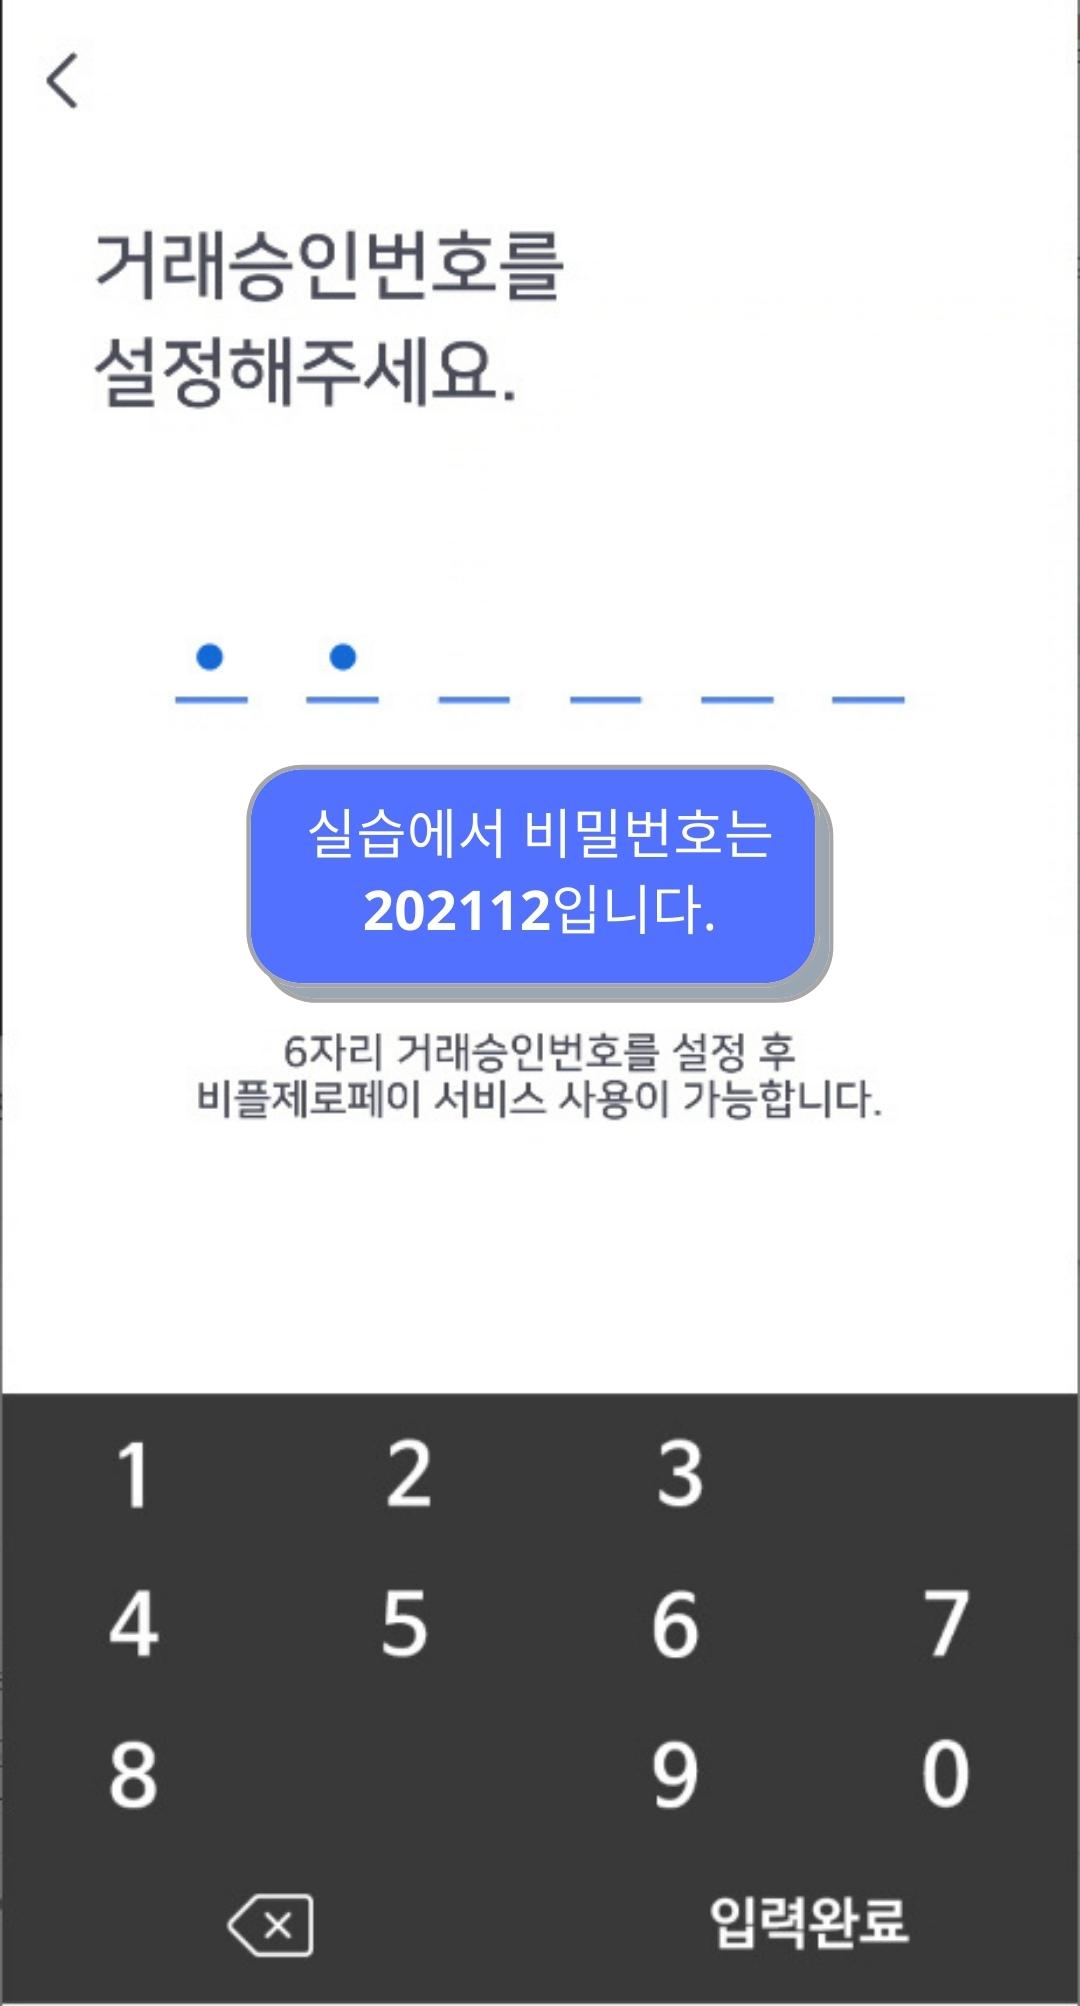 거래승인번호를
설정해주세요.
실습에서 비밀번호는
202112입니다.
6자리 거래승인번호를 설정 후
비플제로페이 서비스 사용이 가능합니다.
1 2 3
4 5 6 7
8 9 0
입력완료